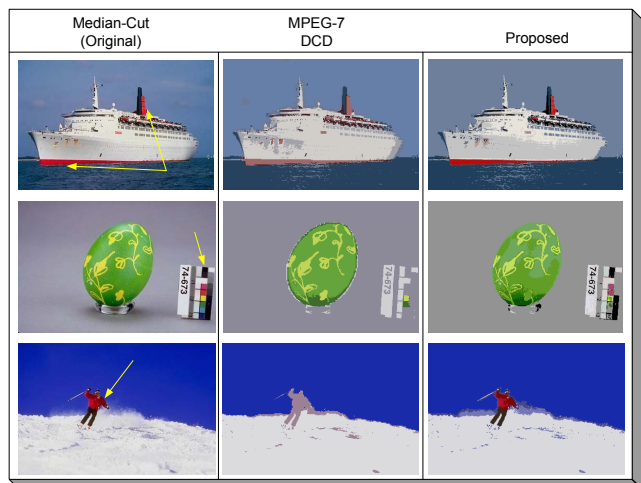 Median-Cut
(Original)
MPEG-7
DCD
Proposed
74-673
74-673
74-673